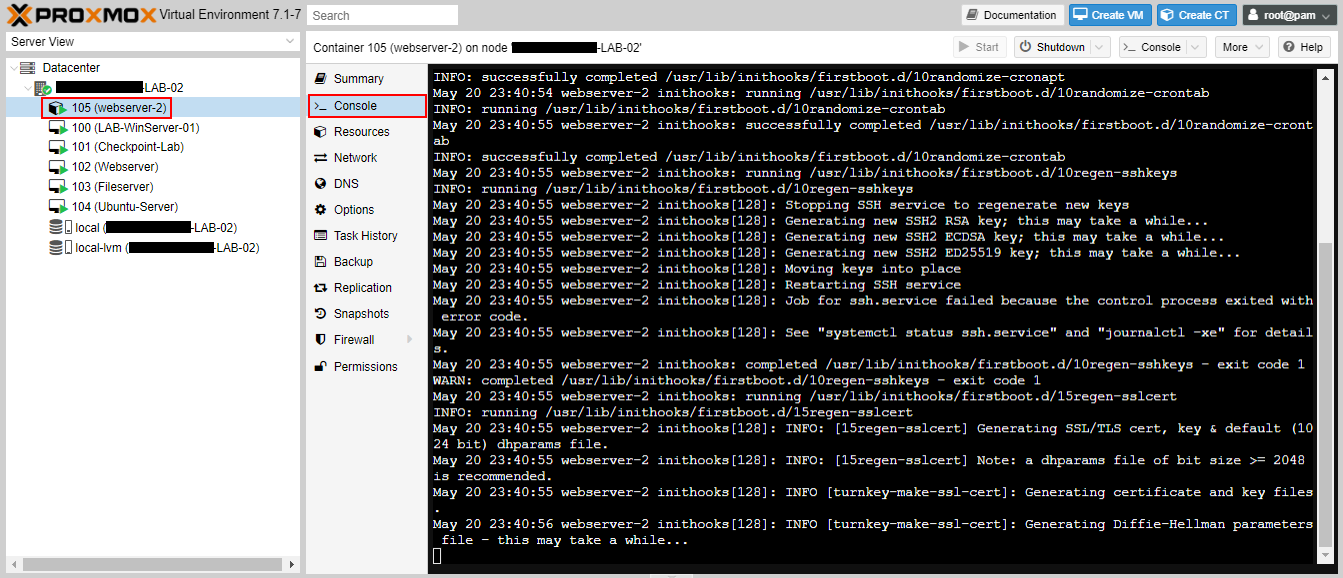 PROXMOX Virtual Environment 7.1-7
Search
Documentation
Create VM
Create CT
root@pam
Server View
Container 105 (webserver-2) on node '-LAB-02'
Start
Shutdown
Console
More
Help
Datacenter
-LAB-02
105 (webserver-2)
100 (LAB-WinServer-01)
101 (Checkpoint-Lab)
102 (Webserver)
103 (Fileserver)
104 (Ubuntu-Server)
local (-LAB-02)
local-lvm (-LAB-02)
Summary
>_ Console
Resources
Network
DNS
Options
Task History
Backup
Replication
Snapshots
Firewall
Permissions
INFO: successfully completed /usr/lib/inithooks/firstboot.d/10randomize-cronapt
May 20 23:40:54 webserver-2 inithooks: running /usr/lib/inithooks/firstboot.d/10randomize-crontab
INFO: running /usr/lib/inithooks/firstboot.d/10randomize-crontab
May 20 23:40:55 webserver-2 inithooks: successfully completed /usr/lib/inithooks/firstboot.d/10randomize-cront
ab
INFO: successfully completed /usr/lib/inithooks/firstboot.d/10randomize-crontab
May 20 23:40:55 webserver-2 inithooks: running /usr/lib/inithooks/firstboot.d/10regen-sshkeys
INFO: running /usr/lib/inithooks/firstboot.d/10regen-sshkeys
May 20 23:40:55 webserver-2 inithooks[128]: Stopping SSH service to regenerate new keys
May 20 23:40:55 webserver-2 inithooks[128]: Generating new SSH2 RSA key; this may take a while...
May 20 23:40:55 webserver-2 inithooks[128]: Generating new SSH2 ECDSA key; this may take a while...
May 20 23:40:55 webserver-2 inithooks[128]: Generating new SSH2 ED25519 key; this may take a while...
May 20 23:40:55 webserver-2 inithooks[128]: Moving keys into place
May 20 23:40:55 webserver-2 inithooks[128]: Restarting SSH service
May 20 23:40:55 webserver-2 inithooks[128]: Job for ssh.service failed because the control process exited with
error code.
May 20 23:40:55 webserver-2 inithooks[128]: See "systemctl status ssh.service" and "journalctl -xe" for detail
s.
May 20 23:40:55 webserver-2 inithooks: completed /usr/lib/inithooks/firstboot.d/10regen-sshkeys - exit code 1
WARN: completed /usr/lib/inithooks/firstboot.d/10regen-sshkeys - exit code 1
May 20 23:40:55 webserver-2 inithooks: running /usr/lib/inithooks/firstboot.d/15regen-sslcert
INFO: running /usr/lib/inithooks/firstboot.d/15regen-sslcert
May 20 23:40:55 webserver-2 inithooks[128]: INFO: [15regen-sslcert] Generating SSL/TLS cert, key & default (10
24 bit) dhparams file.
May 20 23:40:55 webserver-2 inithooks[128]: INFO: [15regen-sslcert] Note: a dhparams file of bit size >= 2048
is recommended.
May 20 23:40:55 webserver-2 inithooks[128]: INFO [turnkey-make-ssl-cert]: Generating certificate and key files
.
May 20 23:40:56 webserver-2 inithooks[128]: INFO [turnkey-make-ssl-cert]: Generating Diffie-Hellman parameters
file - this may take a while...